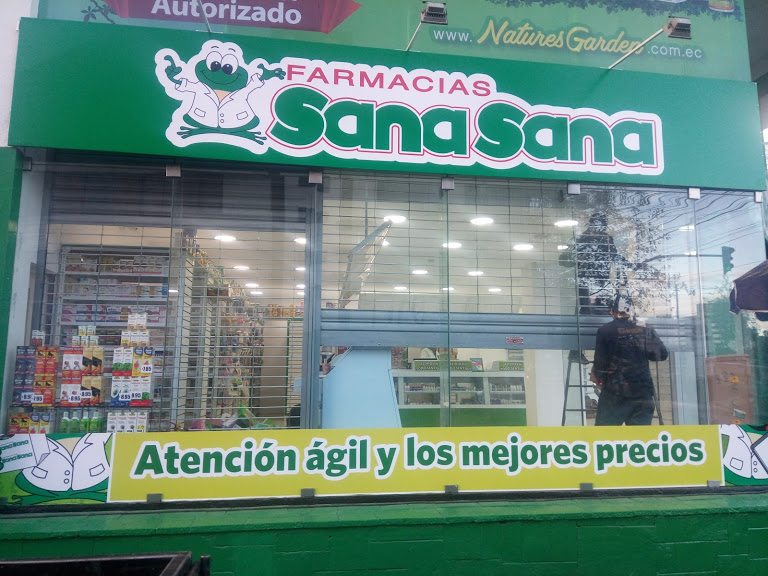 Autorizado
www. NaturesGarden .com.ec
FARMACIAS
SanaSana
Atención ágil y los mejores precios